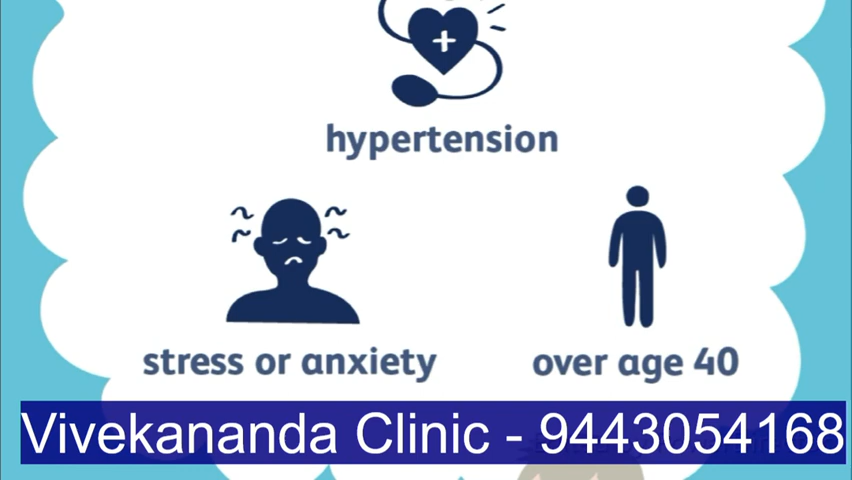 hypertension
stress or anxiety
over age 40
Vivekananda Clinic - 9443054168